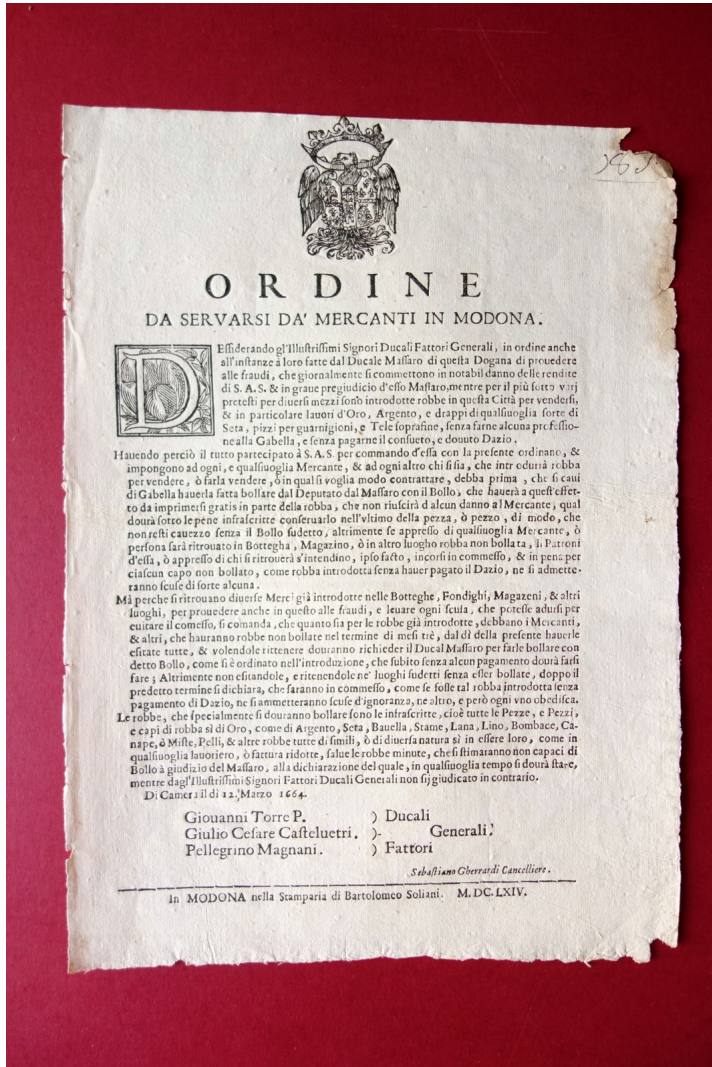 ORDINE
DA SERVARSI DA' MERCANTI IN MODONA.
DEſſiderando gl'Illuſtriſſimi Signori Ducali Fattori Generali, in ordine anche
all'inſtanze à loro fatte dal Ducale Maſſaro di queſta Dogana di prouedere
alle fraudi, che giornalmente ſi commettono in notabil danno delle rendite
di S. A. S. & in graue pregiudicio d'eſſo Maſſaro, mentre per il più ſotto varj
preteſti per diuerſi mezzi ſono introdotte robbe in queſta Città per venderſi,
& in particolare lauori d'Oro, Argento, e drappi di qualſiuoglia ſorte di
Seta, pizzi per guarnigioni, e Tele ſoprafine, ſenza farne alcuna profeſſio-
ne alla Gabella, e ſenza pagarne il conſueto, e douuto Dazio.
Hauendo perciò il tutto partecipato à S. A. S. per commando d'eſſa con la preſente ordinano, &
impongono ad ogni, e qualſiuoglia Mercante, & ad ogni altro chi ſi ſia, che introdurrà robba
per vendere, ò farla vendere, ò in qual ſi voglia modo contrattare, debba prima, che ſi caui
di Gabella hauerla fatta bollare dal Deputato dal Maſſaro con il Bollo, che hauerà a queſt'effet-
to da imprimerſi gratis in parte della robba, che non riuſcirà d'alcun danno al Mercante, qual
dourà ſotto le pene infraſcritte conſeruarlo nell'vltimo della pezza, ò pezzo, di modo, che
non reſti cauezzo ſenza il Bollo ſudetto, altrimente ſe appreſſo di qualſiuoglia Mercante, ò
perſona ſarà ritrouato in Bottegha, Magazino, ò in altro luogho robba non bollata, li Patroni
d'eſſa, ò appreſſo di chi ſi ritrouerà s'intendino, ipſo facto, incorſi in commeſſo, & in pena per
ciaſcun capo non bollato, come robba introdotta ſenza hauer pagato il Dazio, ne ſi admette-
ranno ſcuſe di ſorte alcuna.
Mà perche ſi ritrouano diuerſe Merci già introdotte nelle Botteghe, Fondighi, Magazeni, & altri
luoghi, per prouedere anche in queſto alle fraudi, e leuare ogni ſcuſa, che poteſſe adurſi per
euitare il comeſſo, ſi comanda, che quanto ſia per le robbe già introdotte, debbano i Mercanti,
& altri, che hauranno robbe non bollate nel termine di meſi trè, dal dì della preſente hauerle
eſitate tutte, & volendole rittenere douranno richieder il Ducal Maſſaro per farle bollare con
detto Bollo, come ſi è ordinato nell'introduzione, che ſubito ſenza alcun pagamento dourà farſi
fare; Altrimente non eſitandole, e ritenendole ne' luoghi ſudetti ſenza eſſer bollate, doppo il
predetto termine ſi dichiara, che ſaranno in commeſſo, come ſe foſſe tal robba introdotta ſenza
pagamento di Dazio, ne ſi ammetteranno ſcuſe d'ignoranza, ne altro, e però ogni vno obediſca.
Le robbe, che ſpecialmente ſi douranno bollare ſono le infraſcritte, cioè tutte le Pezze, e Pezzi,
e capi di robba sì di Oro, come di Argento, Seta, Bauella, Stame, Lana, Lino, Bombace, Ca-
nape, ò Miſte, Pelli, & altre robbe tutte di ſimili, ò di diuerſa natura sì in eſſere loro, come in
qualſiuoglia lauoriero, ò fattura ridotte, ſalue le robbe minute, che ſi ſtimaranno non capaci di
Bollo à giudizio del Maſſaro, alla dichiarazione del quale, in qualſiuoglia tempo ſi dourà ſtare,
mentre dagl'Illuſtriſſimi Signori Fattori Ducali Generali non ſij giudicato in contrario.
Di Camera il di 12. Marzo 1664.
Giouanni Torre P. ) Ducali
Giulio Ceſare Caſteluetri. )- Generali.
Pellegrino Magnani. ) Fattori
Sebaſtiano Gherrardi Cancelliere.
In MODONA nella Stamparia di Bartolomeo Soliani. M. DC. LXIV.